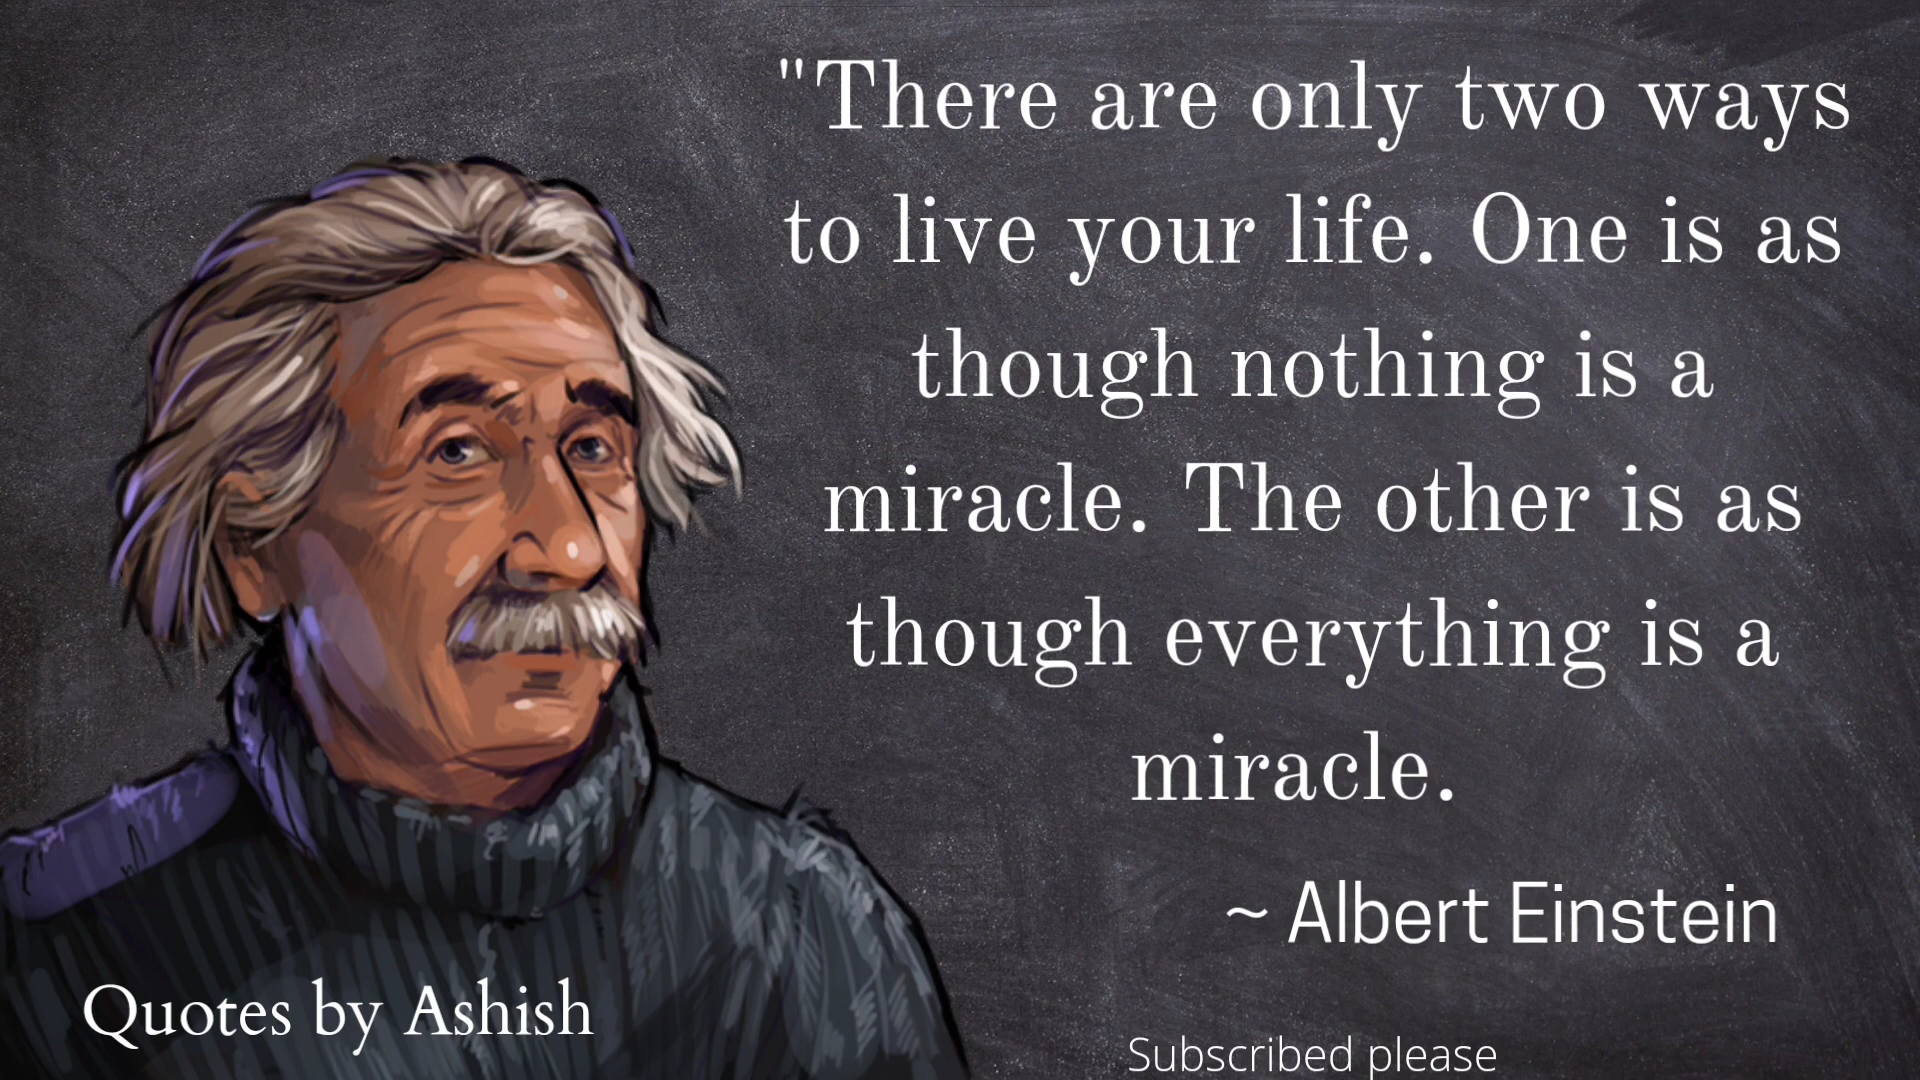 "There are only two ways
to live your life. One is as
though nothing is a
miracle. The other is as
though everything is a
miracle.
~ Albert Einstein
Quotes by Ashish
Subscribed please